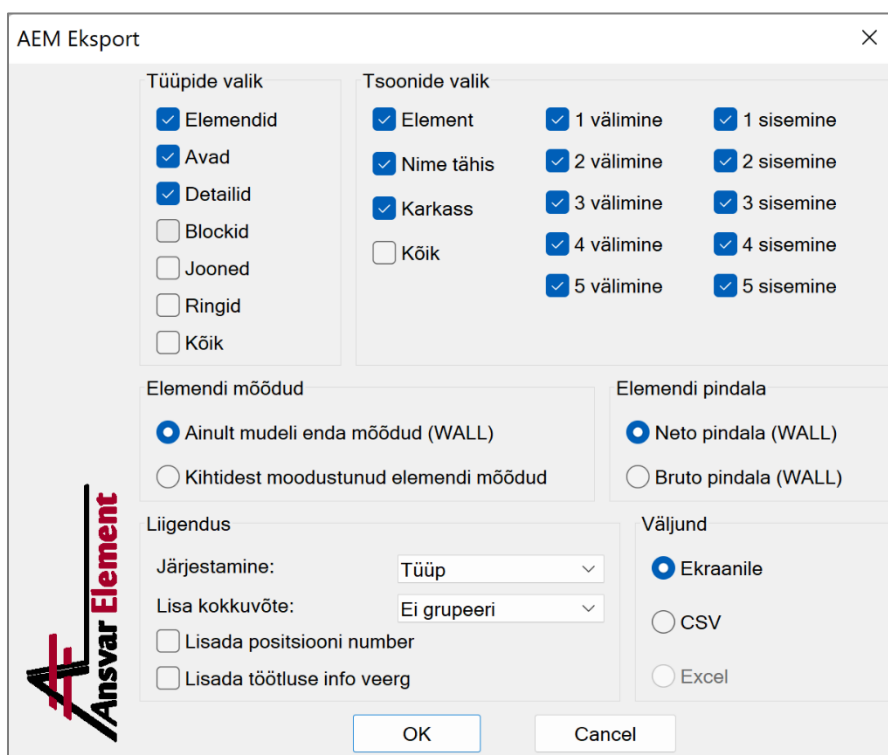 AEM Eksport
Tüüpide valik
Elemendid
Avad
Detailid
Blockid
Jooned
Ringid
Kõik
Tsoonide valik
Element
Nime tähis
Karkass
Kõik
1 välimine
2 välimine
3 välimine
4 välimine
5 välimine
1 sisemine
2 sisemine
3 sisemine
4 sisemine
5 sisemine
Elemendi mõõdud
Ainult mudeli enda mõõdud (WALL)
Kihtidest moodustunud elemendi mõõdud
Elemendi pindala
Neto pindala (WALL)
Bruto pindala (WALL)
Liigendus
Järjestamine: Tüüp
Lisa kokkuvõte: Ei grupeeri
Lisada positsiooni number
Lisada töötluse info veerg
Väljund
Ekraanile
CSV
Excel
Ansvar Element
OK Cancel